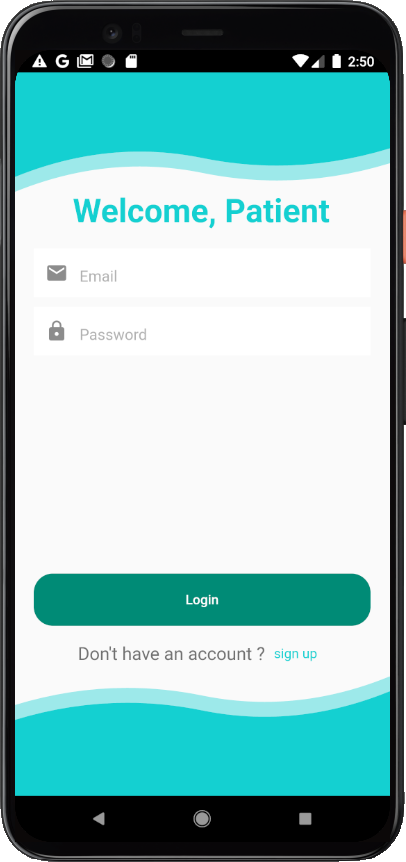 2:50
Welcome, Patient
Email
Password
Login
Don't have an account ? sign up